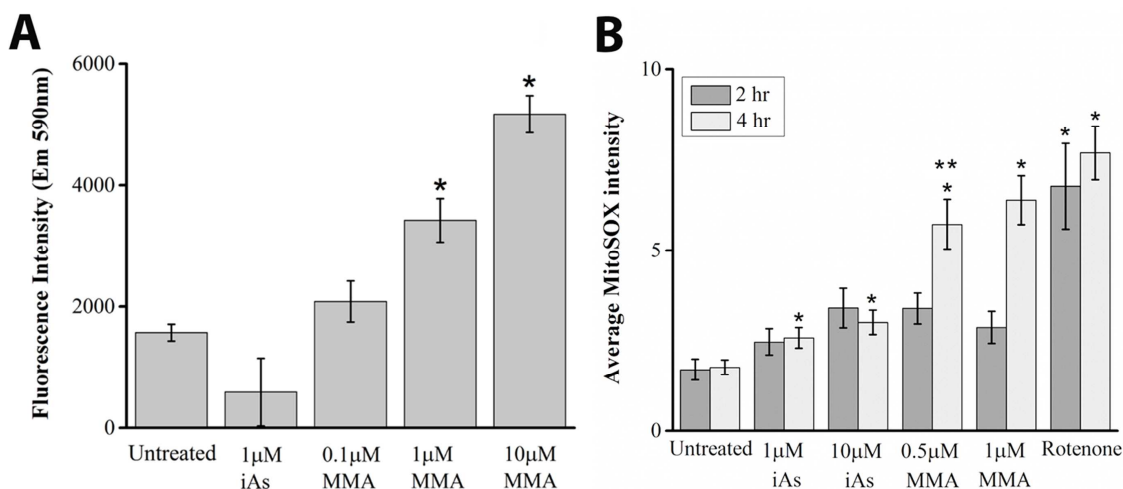 A
Fluorescence Intensity (Em 590nm)
6000
4000
2000
0
*
*
Untreated
1µM
iAs
0.1µM
MMA
1µM
MMA
10µM
MMA
B
Average MitoSOX intensity
10
5
0
2 hr
4 hr
*
*
**
*
*
*
*
Untreated
1µM
iAs
10µM
iAs
0.5µM
MMA
1µM
MMA
Rotenone